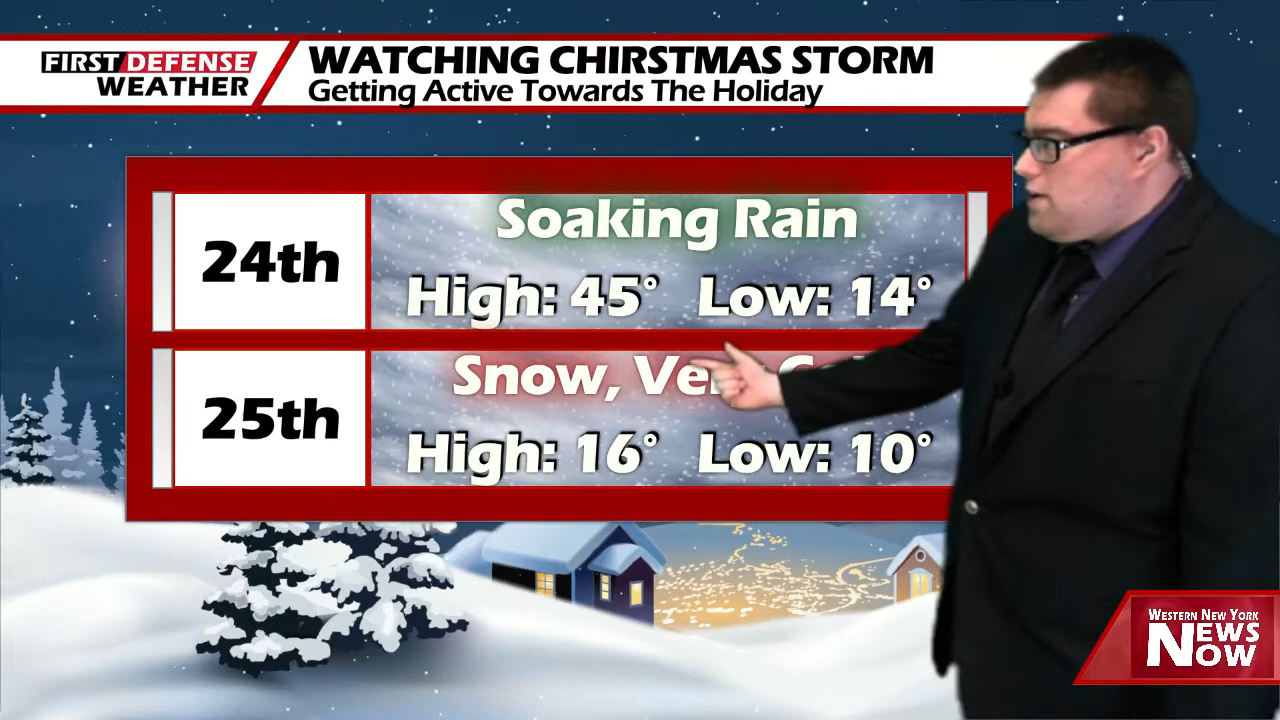 FIRST DEFENSE
WEATHER
WATCHING CHIRSTMAS STORM
Getting Active Towards The Holiday
24th
Soaking Rain
High: 45° Low: 14°
25th
Snow,
High: 16° Low: 10°
WESTERN NEW YORK
NEWS
NOW